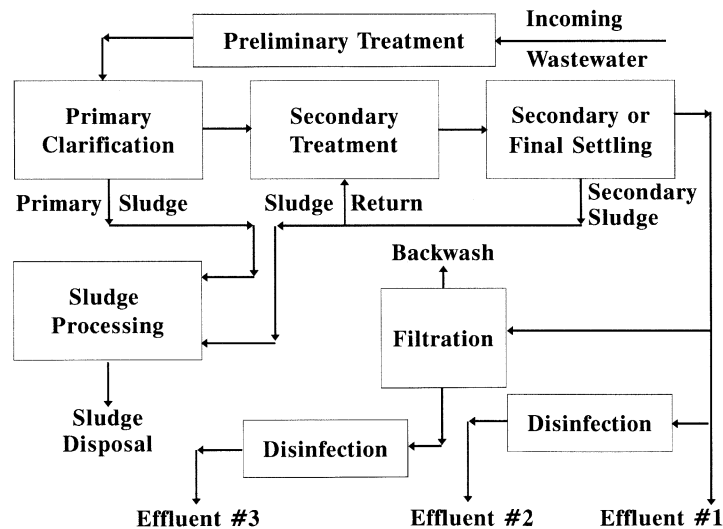 Incoming
Preliminary Treatment
Wastewater
Primary
Clarification
Secondary
Treatment
Secondary or
Final Settling
Primary Sludge
Sludge Return
Secondary
Sludge
Backwash
Sludge
Processing
Filtration
Sludge
Disposal
Disinfection
Disinfection
Effluent #3
Effluent #2
Effluent #1